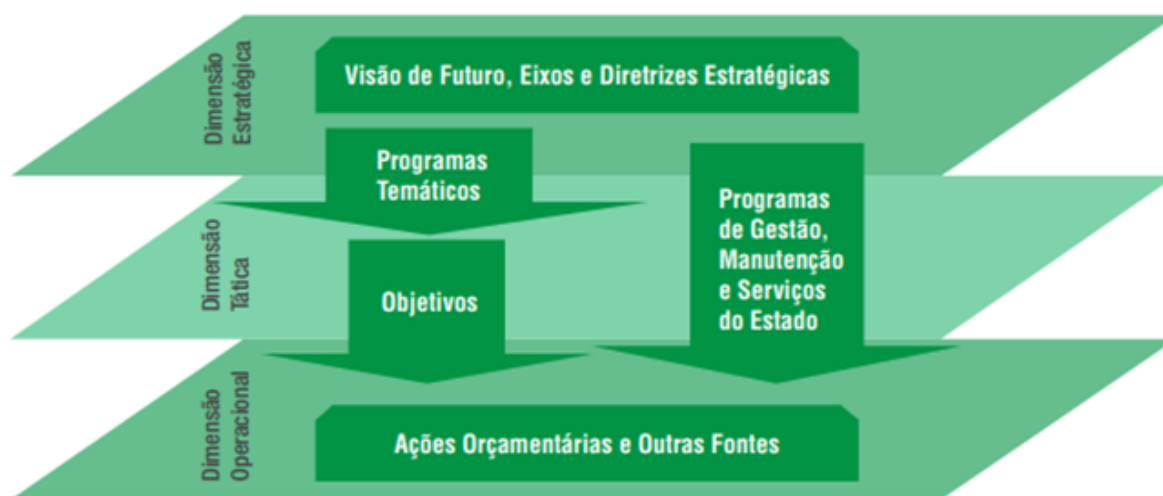 Dimensão
Estratégica
Visão de Futuro, Eixos e Diretrizes Estratégicas
Programas
Temáticos
Programas
de Gestão,
Manutenção
e Serviços
do Estado
Dimensão
Tática
Objetivos
Dimensão
Operacional
Ações Orçamentárias e Outras Fontes